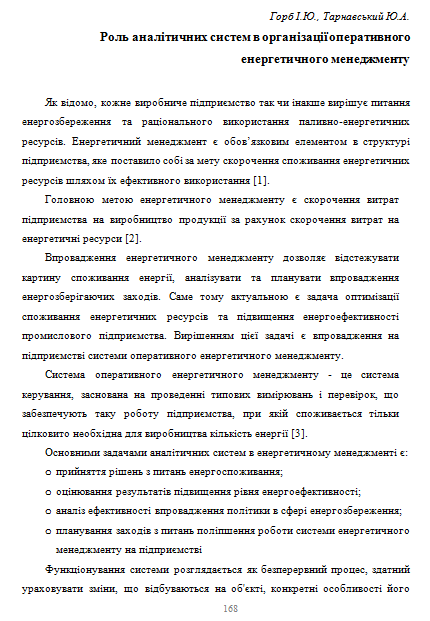 Горб І.Ю., Тарнавський Ю.А.
Роль аналітичних систем в організації оперативного
енергетичного менеджменту
Як відомо, кожне виробниче підприємство так чи інакше вирішує питання
енергозбереження та раціонального використання паливно-енергетичних
ресурсів. Енергетичний менеджмент є обов’язковим елементом в структурі
підприємства, яке поставило собі за мету скорочення споживання енергетичних
ресурсів шляхом їх ефективного використання [1].
Головною метою енергетичного менеджменту є скорочення витрат
підприємства на виробництво продукції за рахунок скорочення витрат на
енергетичні ресурси [2].
Впровадження енергетичного менеджменту дозволяє відстежувати
картину споживання енергії, аналізувати та планувати впровадження
енергозберігаючих заходів. Саме тому актуальною є задача оптимізації
споживання енергетичних ресурсів та підвищення енергоефективності
промислового підприємства. Вирішенням цієї задачі є впровадження на
підприємстві системи оперативного енергетичного менеджменту.
Система оперативного енергетичного менеджменту - це система
керування, заснована на проведенні типових вимірювань і перевірок, що
забезпечують таку роботу підприємства, при якій споживається тільки
цілковито необхідна для виробництва кількість енергії [3].
Основними задачами аналітичних систем в енергетичному менеджменті є:
o прийняття рішень з питань енергоспоживання;
o оцінювання результатів підвищення рівня енергоефективності;
o аналіз ефективності впровадження політики в сфері енергозбереження;
o планування заходів з питань поліпшення роботи системи енергетичного
менеджменту на підприємстві
Функціонування системи розглядається як безперервний процес, здатний
ураховувати зміни, що відбуваються на об'єкті, конкретні особливості його
168